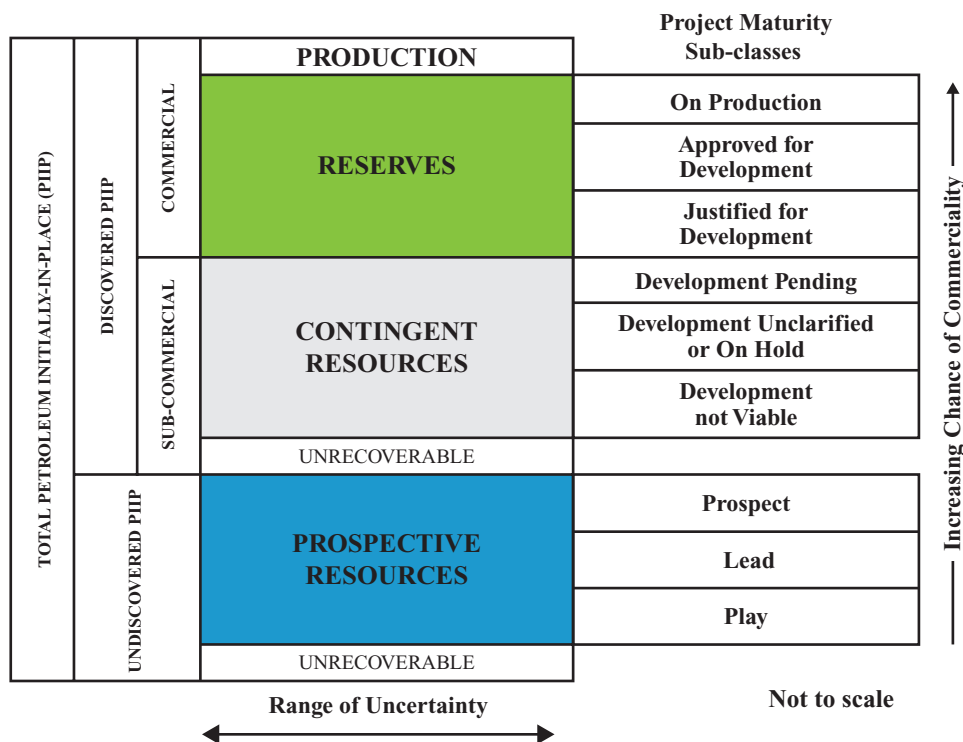 Project Maturity
Sub-classes
TOTAL PETROLEUM INITIALLY-IN-PLACE (PIIP)
DISCOVERED PIIP
COMMERCIAL
PRODUCTION
RESERVES
On Production
Approved for
Development
Justified for
Development
SUB-COMMERCIAL
CONTINGENT
RESOURCES
Development Pending
Development Unclarified
or On Hold
Development
not Viable
UNRECOVERABLE
UNDISCOVERED PIIP
PROSPECTIVE
RESOURCES
Prospect
Lead
Play
UNRECOVERABLE
Increasing Chance of Commerciality
Range of Uncertainty
Not to scale